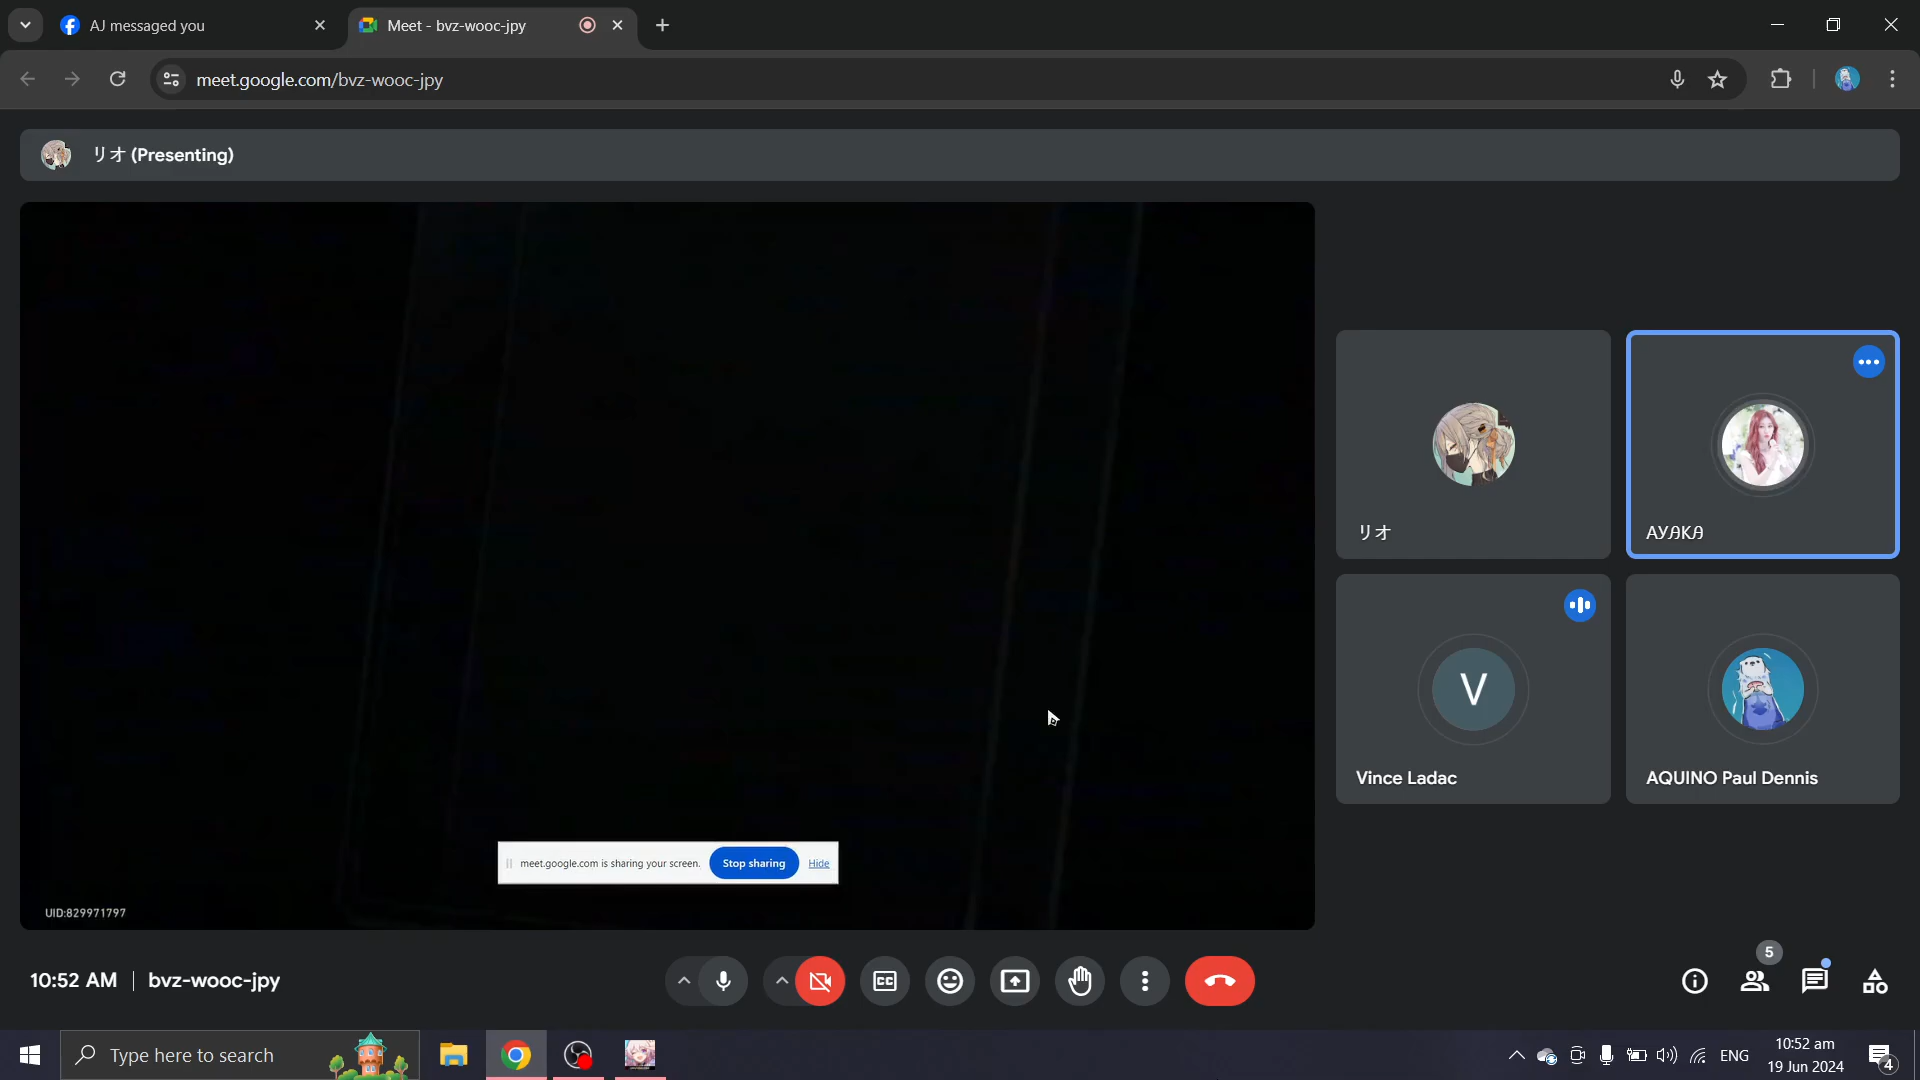 AJ messaged you
Meet - bvz-wooc-jpy
meet.google.com/bvz-wooc-jpy
リオ (Presenting)
リオ
AУᎯKᎯ
V
Vince Ladac
AQUINO Paul Dennis
meet.google.com is sharing your screen.
Stop sharing
Hide
UID:829971797
10:52 AM
bvz-wooc-jpy
5
Type here to search
ENG
10:52 am
19 Jun 2024
4